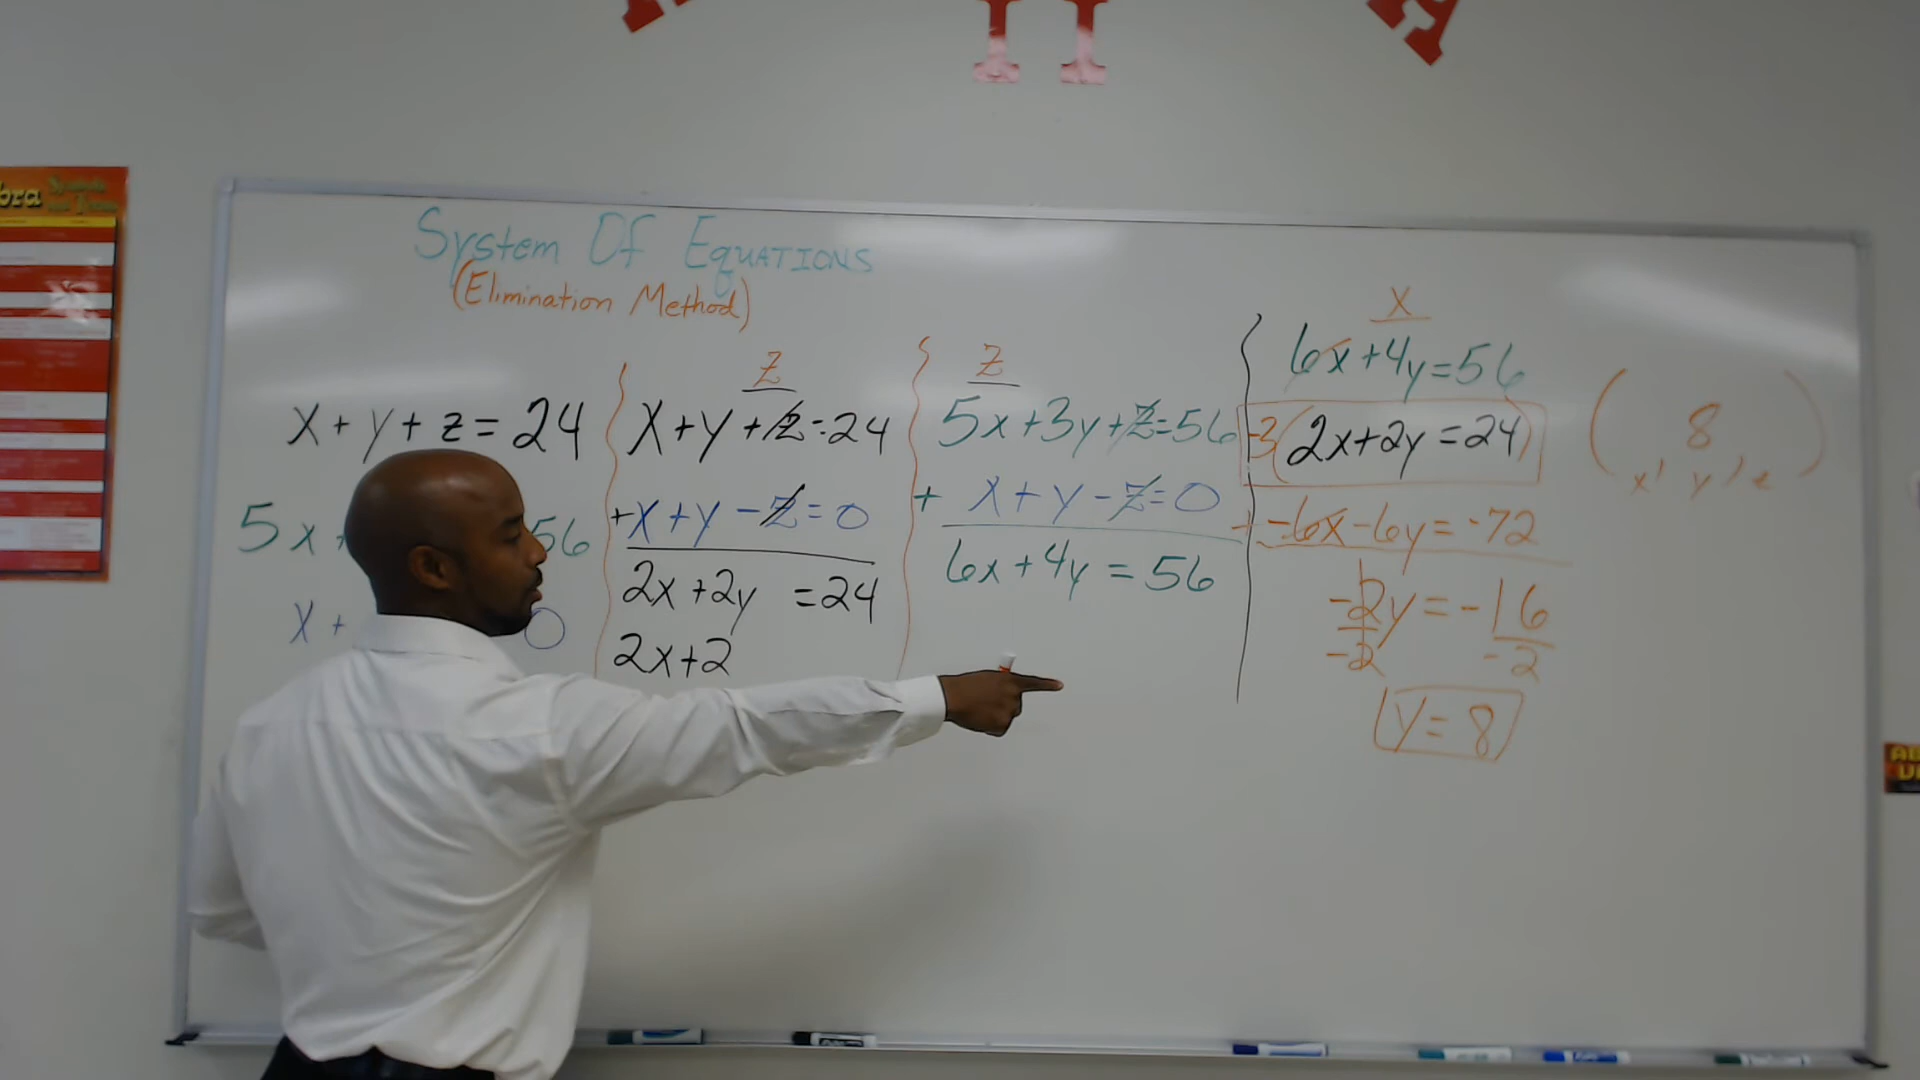 bra
System Of Equations
(Elimination Method)
x + y + z = 24
5x + 56
x + 0
z
x + y + z = 24
+ x + y - z = 0
2x + 2y = 24
2x + 2
z
5x + 3y + z = 56
+ x + y - z = 0
6x + 4y = 56
x
6x + 4y = 56
-3(2x + 2y = 24)
+ -6x - 6y = -72
-2y = -16
-2 -2
y = 8
( 8 )
x, y, z